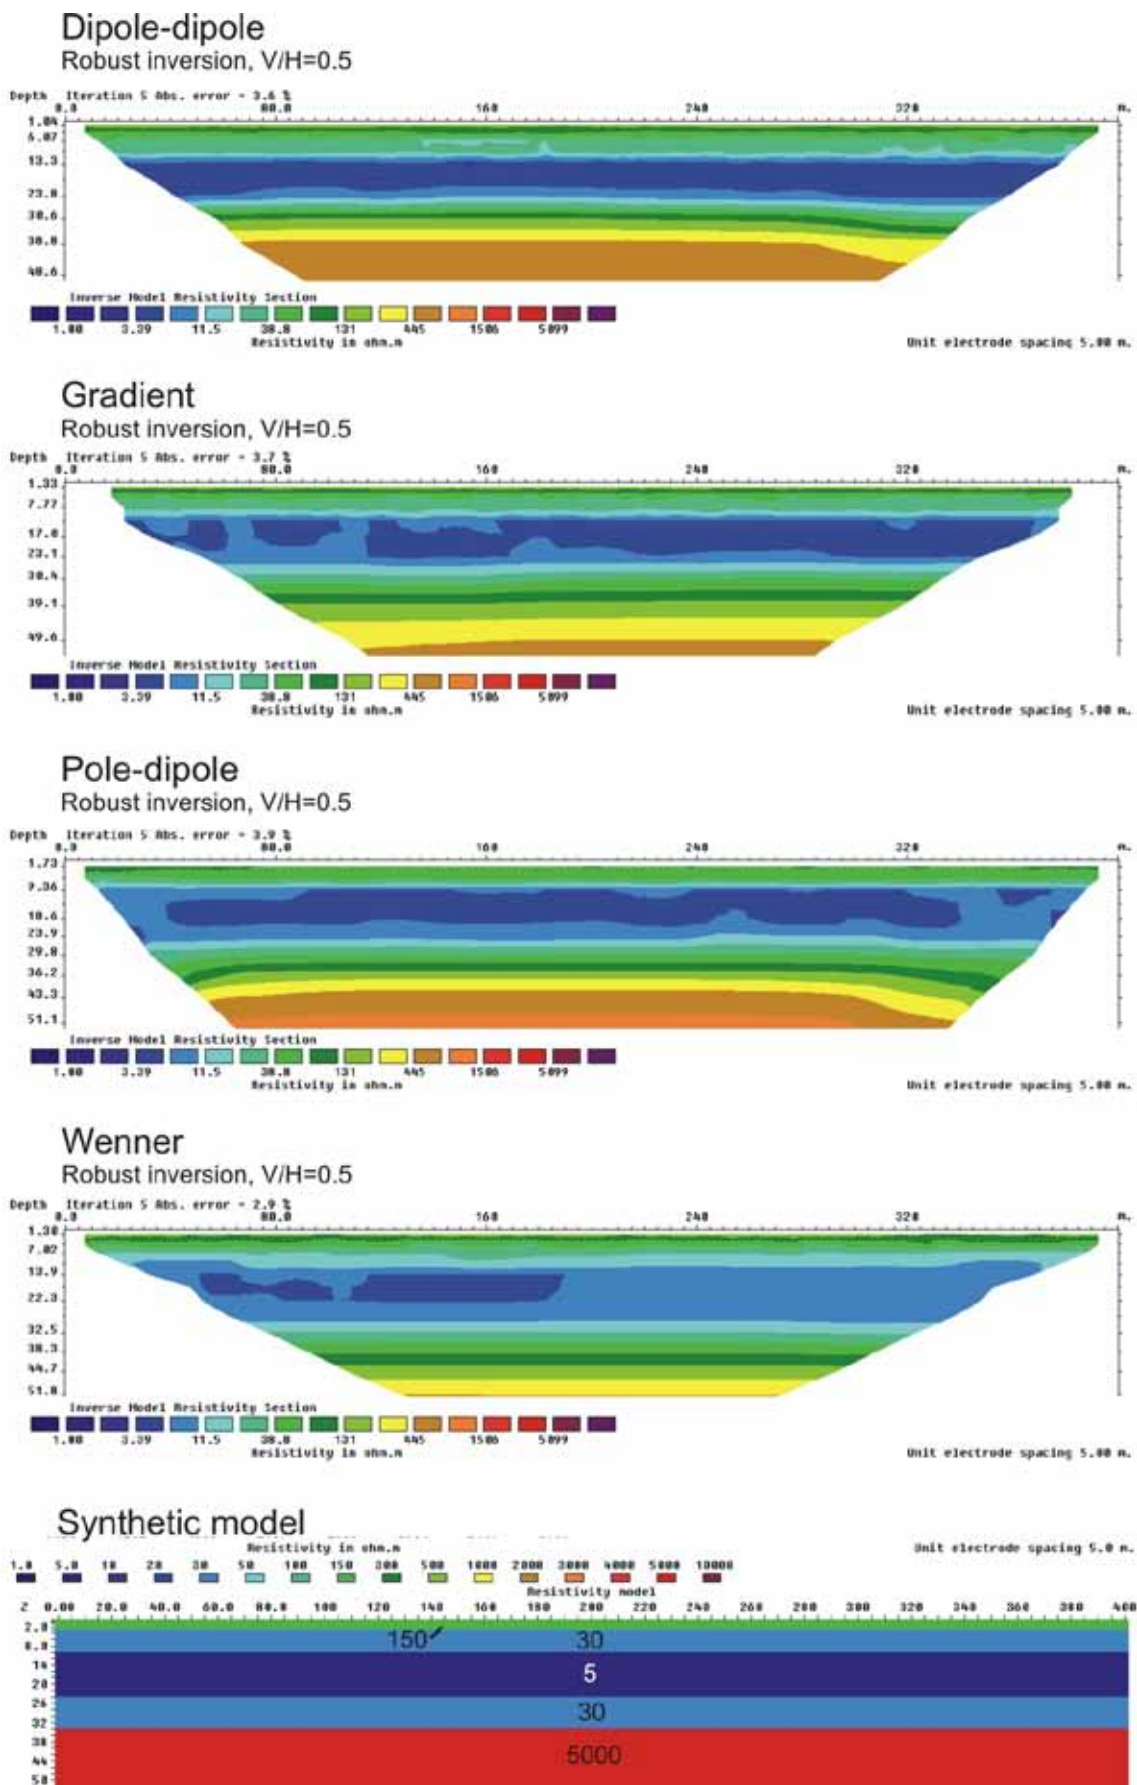 Dipole-dipole
Robust inversion, V/H=0.5
Depth Iteration 5 Abs. error - 3.6 %
0.0 80.0 160 240 320 m.
1.04
6.07
13.3
23.0
30.6
38.8
48.6
Inverse Model Resistivity Section
1.00 3.39 11.5 38.8 131 445 1506 5099
Resistivity in ohm.m
Unit electrode spacing 5.00 m.
Gradient
Robust inversion, V/H=0.5
Depth Iteration 5 Abs. error - 3.7 %
0.0 80.0 160 240 320 m.
1.33
7.77
17.0
23.1
30.4
39.1
49.6
Inverse Model Resistivity Section
1.00 3.39 11.5 38.8 131 445 1506 5099
Resistivity in ohm.m
Unit electrode spacing 5.00 m.
Pole-dipole
Robust inversion, V/H=0.5
Depth Iteration 5 Abs. error - 3.9 %
0.0 80.0 160 240 320 m.
1.73
9.36
18.6
23.9
29.8
36.2
43.3
51.1
Inverse Model Resistivity Section
1.00 3.39 11.5 38.8 131 445 1506 5099
Resistivity in ohm.m
Unit electrode spacing 5.00 m.
Wenner
Robust inversion, V/H=0.5
Depth Iteration 5 Abs. error - 2.9 %
0.0 80.0 160 240 320 m.
1.30
7.02
13.9
22.3
32.5
38.3
44.7
51.8
Inverse Model Resistivity Section
1.00 3.39 11.5 38.8 131 445 1506 5099
Resistivity in ohm.m
Unit electrode spacing 5.00 m.
Synthetic model
Resistivity in ohm.m
Unit electrode spacing 5.0 m.
1.0 5.0 10 20 30 50 100 150 200 500 1000 2000 3000 4000 5000 10000
Resistivity model
Z 0.00 20.0 40.0 60.0 80.0 100 120 140 160 180 200 220 240 260 280 300 320 340 360 380 400
2.0
8.0
14
20
26
32
38
44
50
150 30
5
30
5000